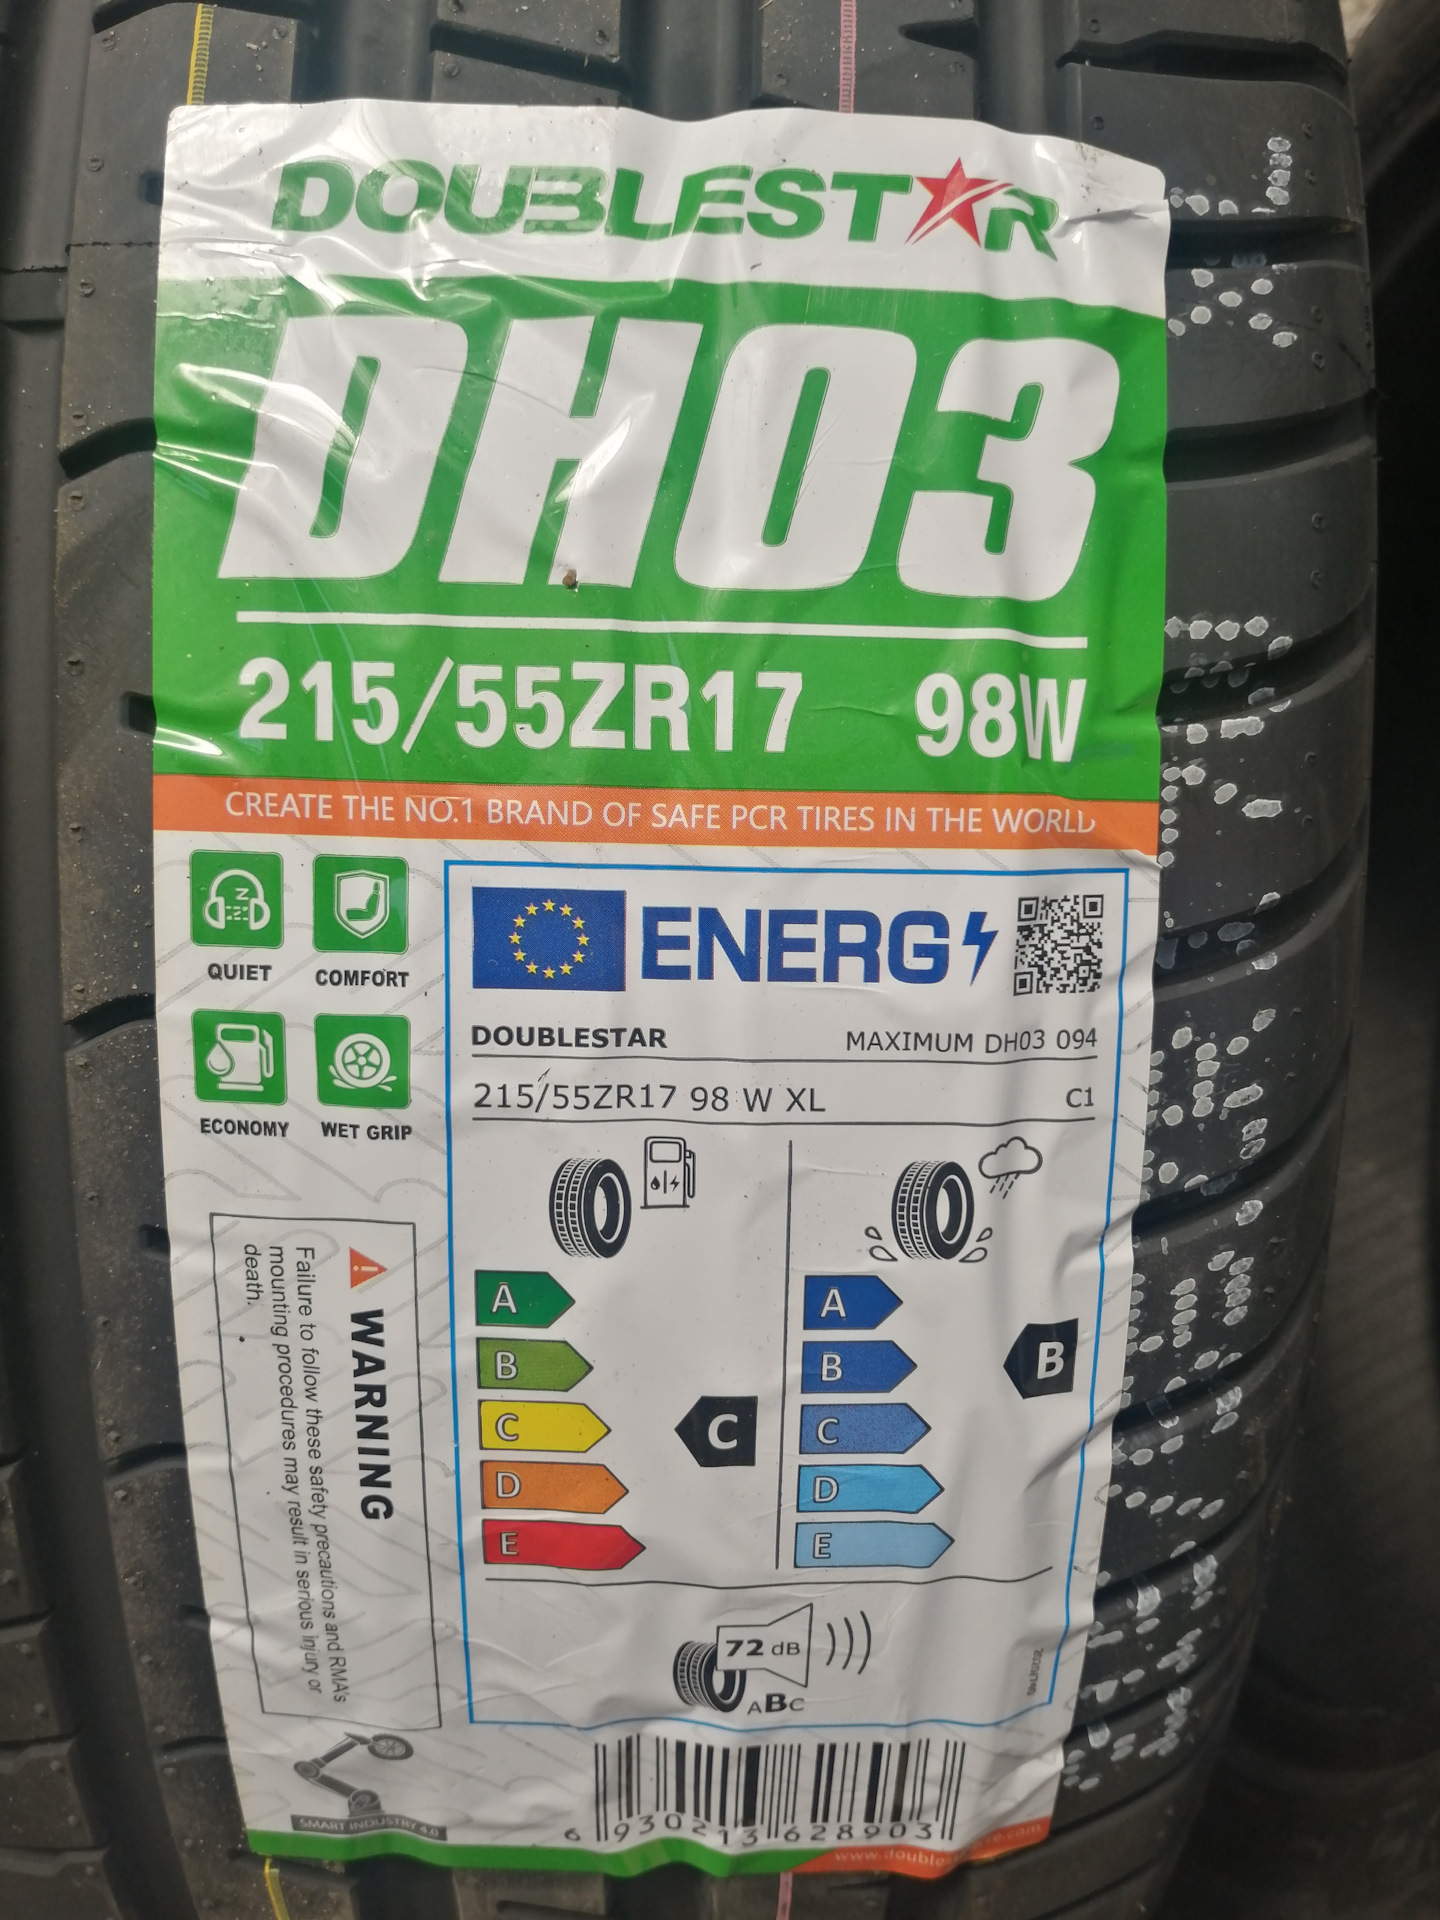 DOUBLESTAR
DH03
215/55ZR17 98W
CREATE THE NO.1 BRAND OF SAFE PCR TIRES IN THE WORLD
QUIET COMFORT
ECONOMY WET GRIP
WARNING
Failure to follow these safety precautions and RMA's
mounting procedures may result in serious injury or
death.
SMART INDUSTRY 4.0
ENERG
DOUBLESTAR MAXIMUM DH03 094
215/55ZR17 98 W XL C1
A
B
C
D
E
C
A
B
C
D
E
B
72 dB
ABC
2020/740
6 930213 628903